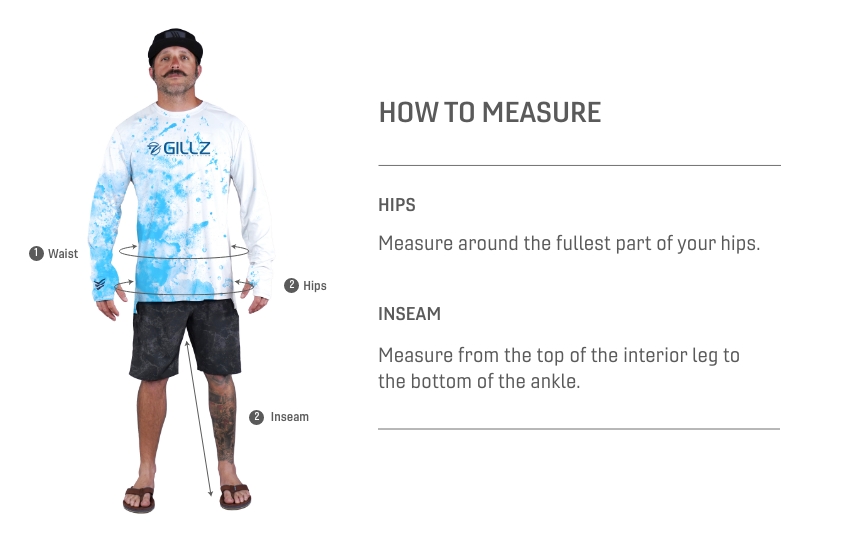 GILLZ
1 Waist
2 Hips
2 Inseam
HOW TO MEASURE
HIPS
Measure around the fullest part of your hips.
INSEAM
Measure from the top of the interior leg to
the bottom of the ankle.